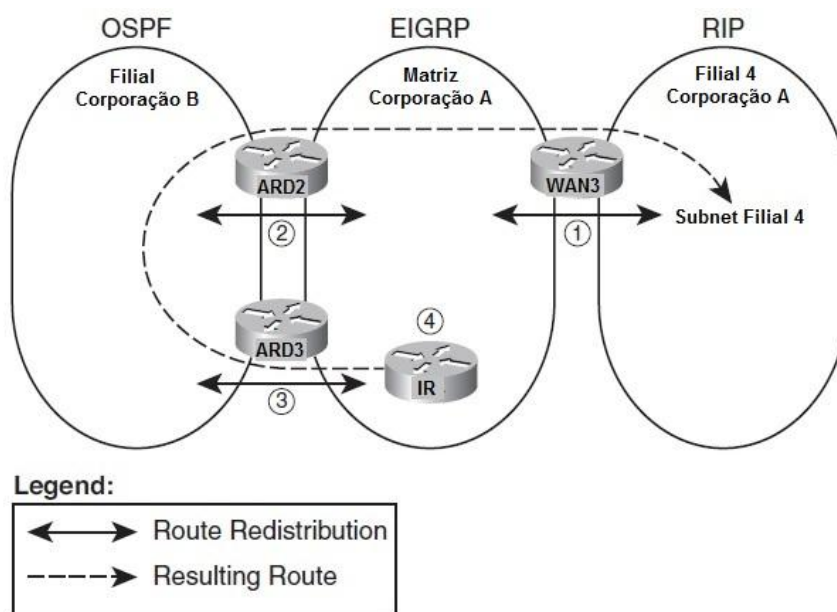 OSPF
EIGRP
RIP
Filial
Corporação B
Matriz
Corporação A
Filial 4
Corporação A
ARD2
WAN3
Subnet Filial 4
2
1
4
ARD3
IR
3
Legend:
Route Redistribution
Resulting Route